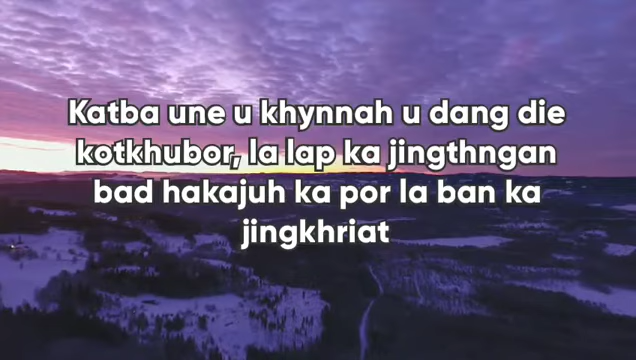 Katba une u khynnah u dang die
kotkhubor, la lap ka jingthngan
bad hakajuh ka por la ban ka
jingkhriat